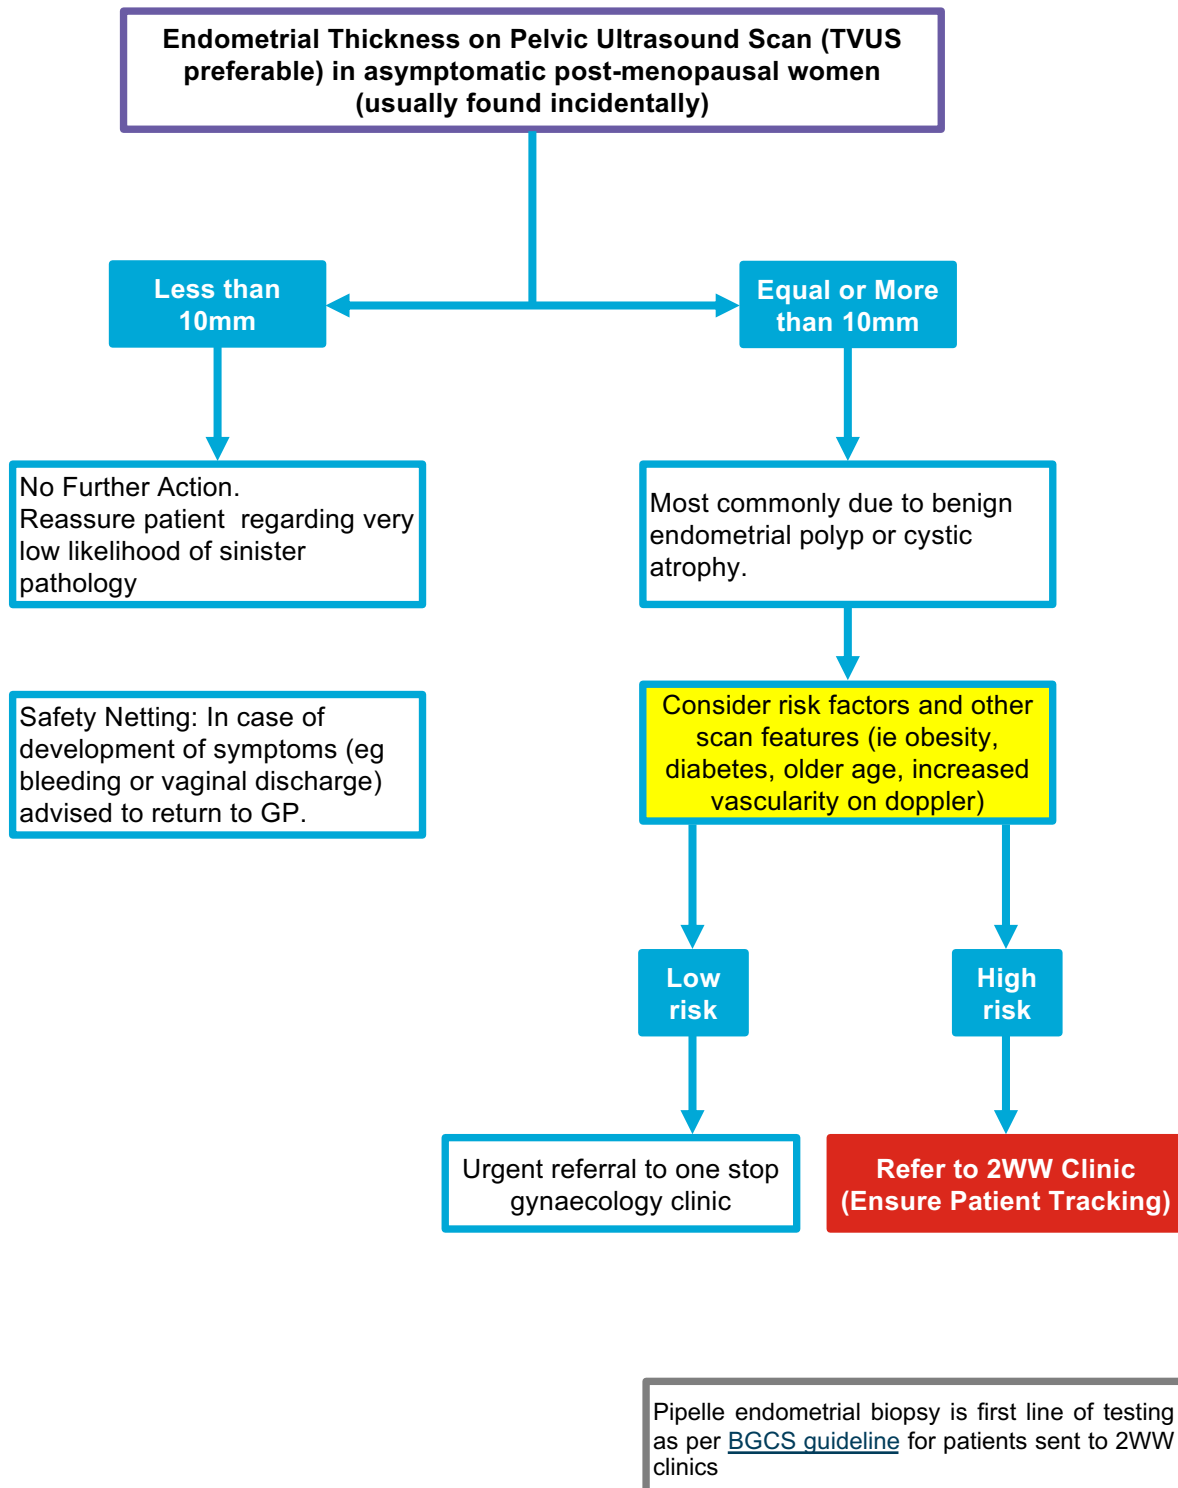 Endometrial Thickness on Pelvic Ultrasound Scan (TVUS
preferable) in asymptomatic post-menopausal women
(usually found incidentally)
Less than
10mm
Equal or More
than 10mm
No Further Action.
Reassure patient  regarding very
low likelihood of sinister
pathology
Most commonly due to benign
endometrial polyp or cystic
atrophy.
Safety Netting: In case of
development of symptoms (eg
bleeding or vaginal discharge)
advised to return to GP.
Consider risk factors and other
scan features (ie obesity,
diabetes, older age, increased
vascularity on doppler)
Low
risk
High
risk
Urgent referral to one stop
gynaecology clinic
Refer to 2WW Clinic
(Ensure Patient Tracking)
Pipelle endometrial biopsy is first line of testing
as per BGCS guideline for patients sent to 2WW
clinics